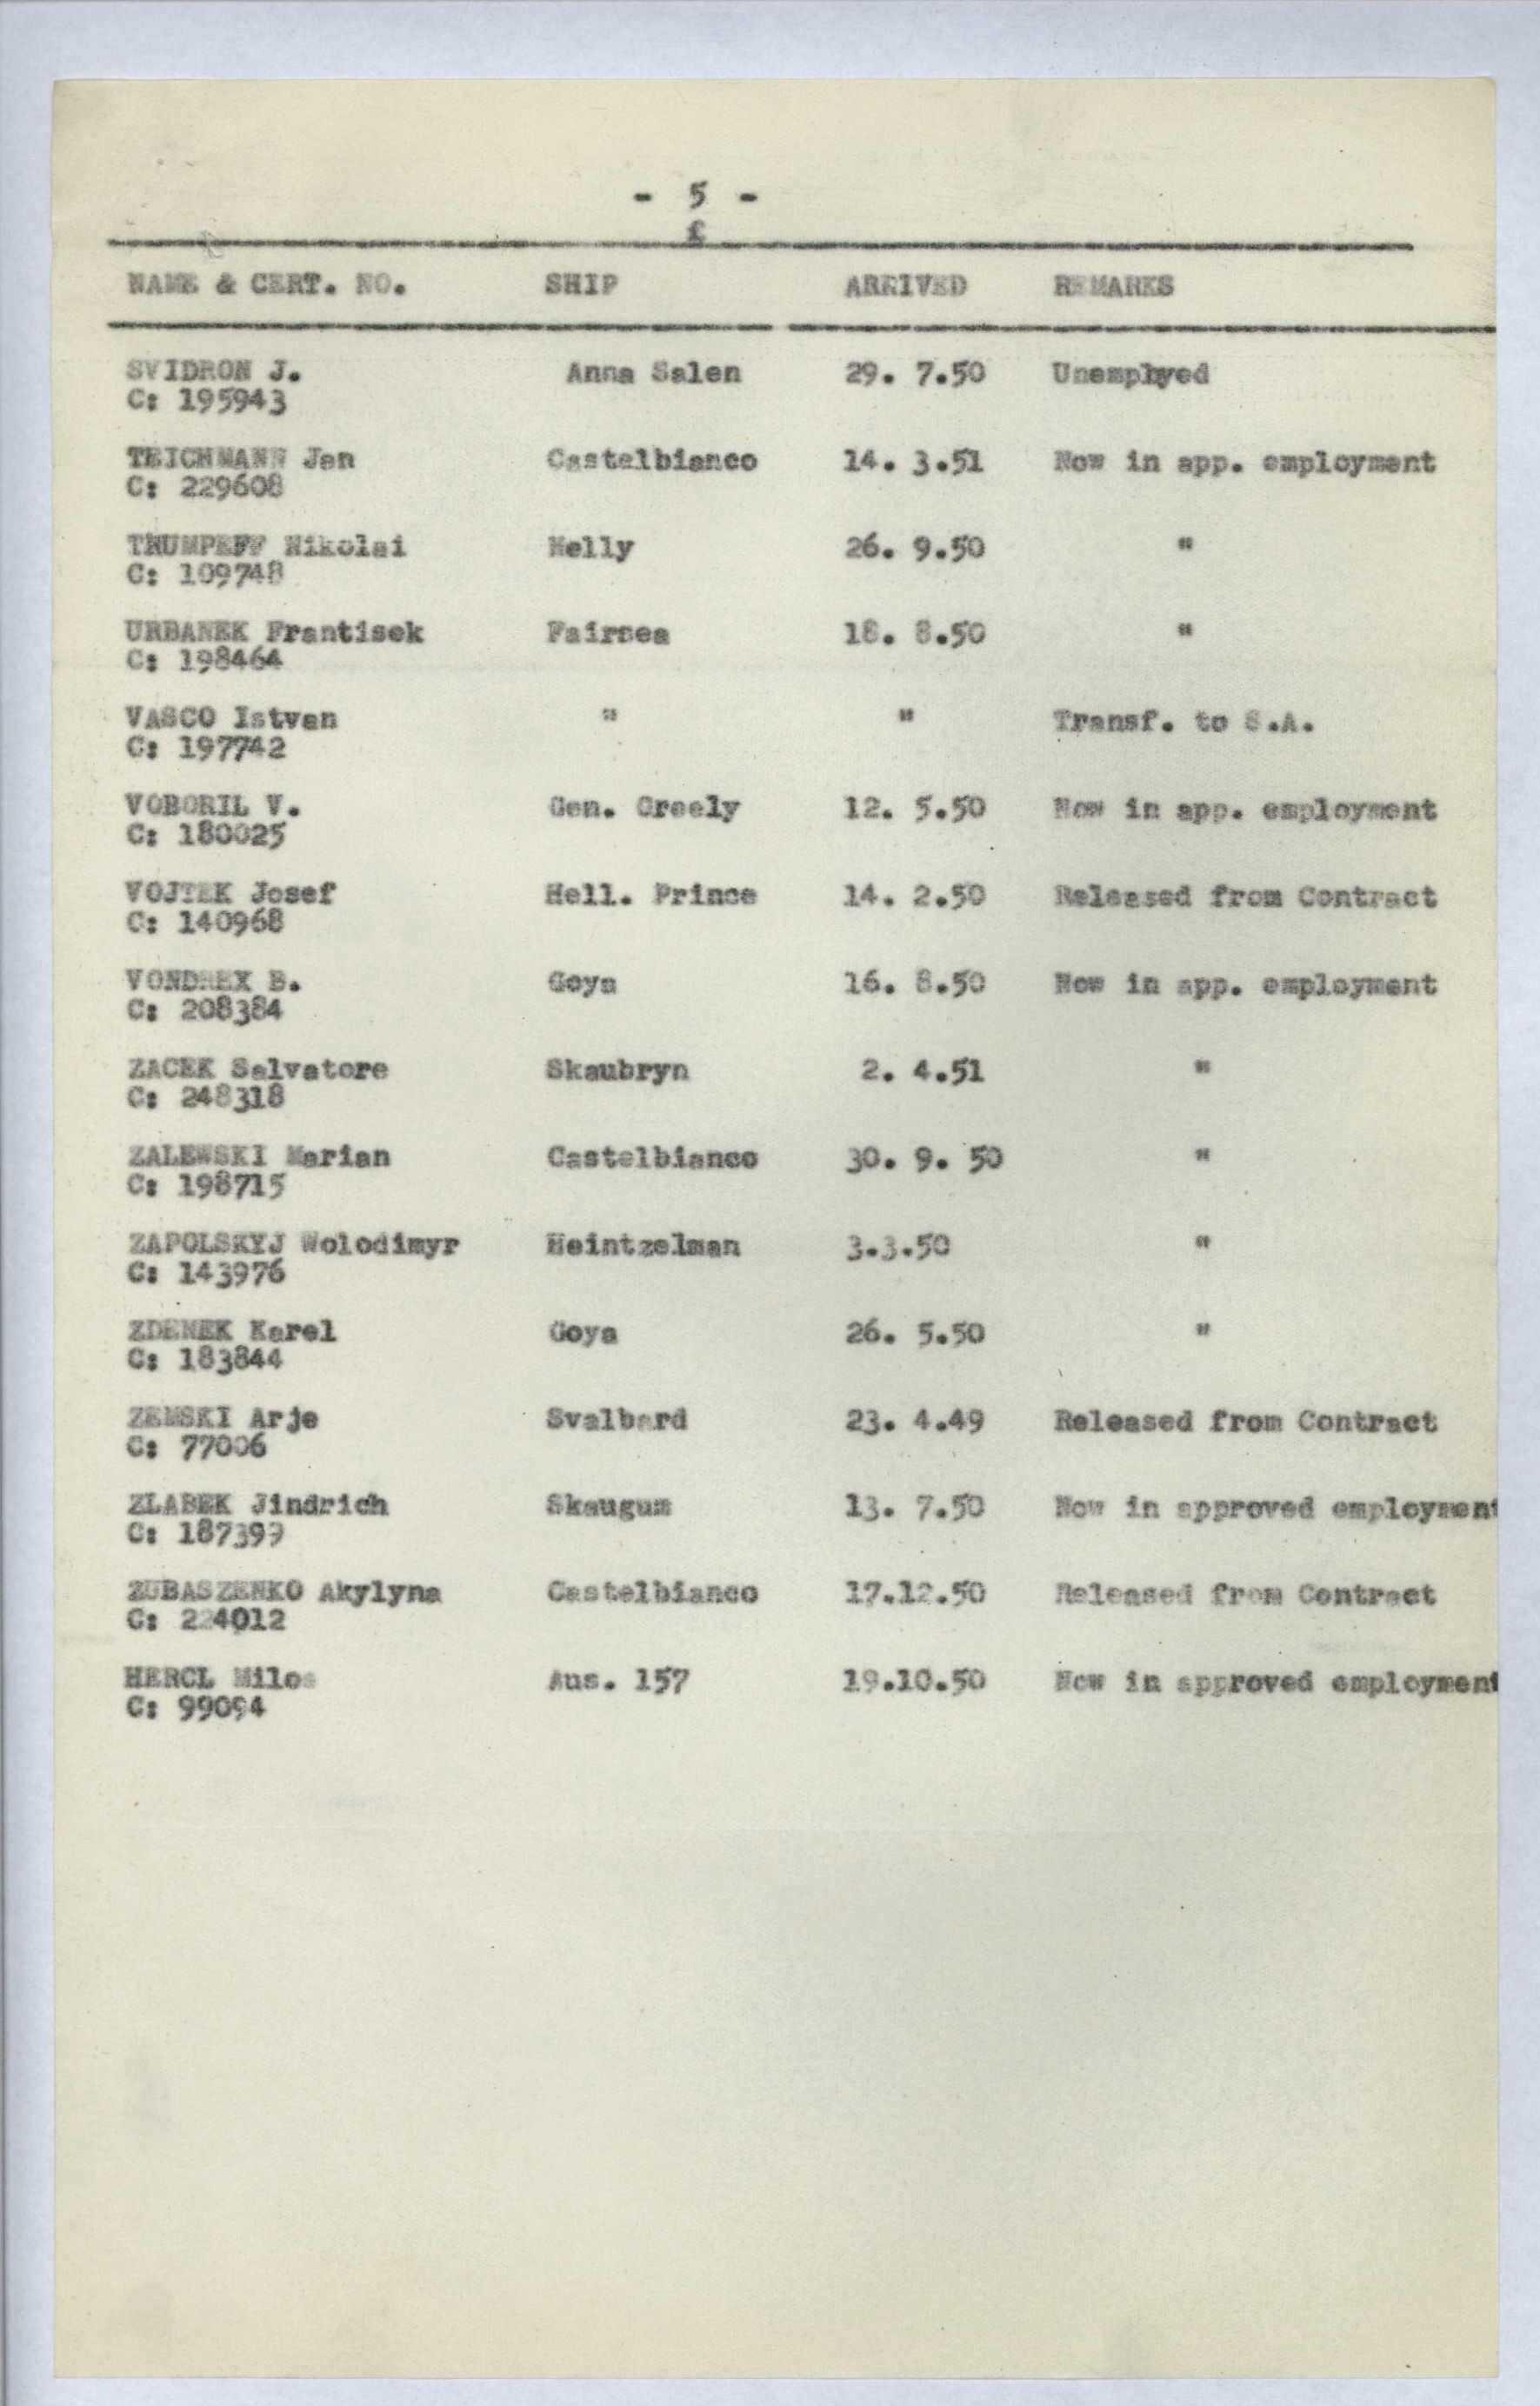 - 5 -
NAME & CERT. NO. SHIP ARRIVED REMARKS
SVIDRON J. Anna Salen 29. 7.50 Unemployed
C: 195943
TEICHMANN Jan Castelbianco 14. 3.51 Now in app. employment
C: 229608
TRUMPEFF Nikolai Nelly 26. 9.50 "
C: 109748
URBANEK Frantisek Fairsea 18. 8.50 "
C: 198464
VASCO Istvan " " Transf. to S.A.
C: 197742
VOBORIL V. Gen. Greely 12. 5.50 Now in app. employment
C: 180025
VOJTEK Josef Hell. Prince 14. 2.50 Released from Contract
C: 140968
VONDREX B. Goya 16. 8.50 Now in app. employment
C: 208384
ZACEK Salvatore Skaubryn 2. 4.51 "
C: 248318
ZALEWSKI Marian Castelbianco 30. 9. 50 "
C: 198715
ZAPOLSKYJ Wolodimyr Heintzelman 3.3.50 "
C: 143976
ZDENEK Karel Goya 26. 5.50 "
C: 183844
ZEMSKI Arje Svalbard 23. 4.49 Released from Contract
C: 77006
ZLABEK Jindrich Skaugum 13. 7.50 Now in approved employment
C: 187399
ZUBASZENKO Akylyna Castelbianco 17.12.50 Released from Contract
C: 224012
HERCL Milos Aus. 157 19.10.50 Now in approved employment
C: 99094